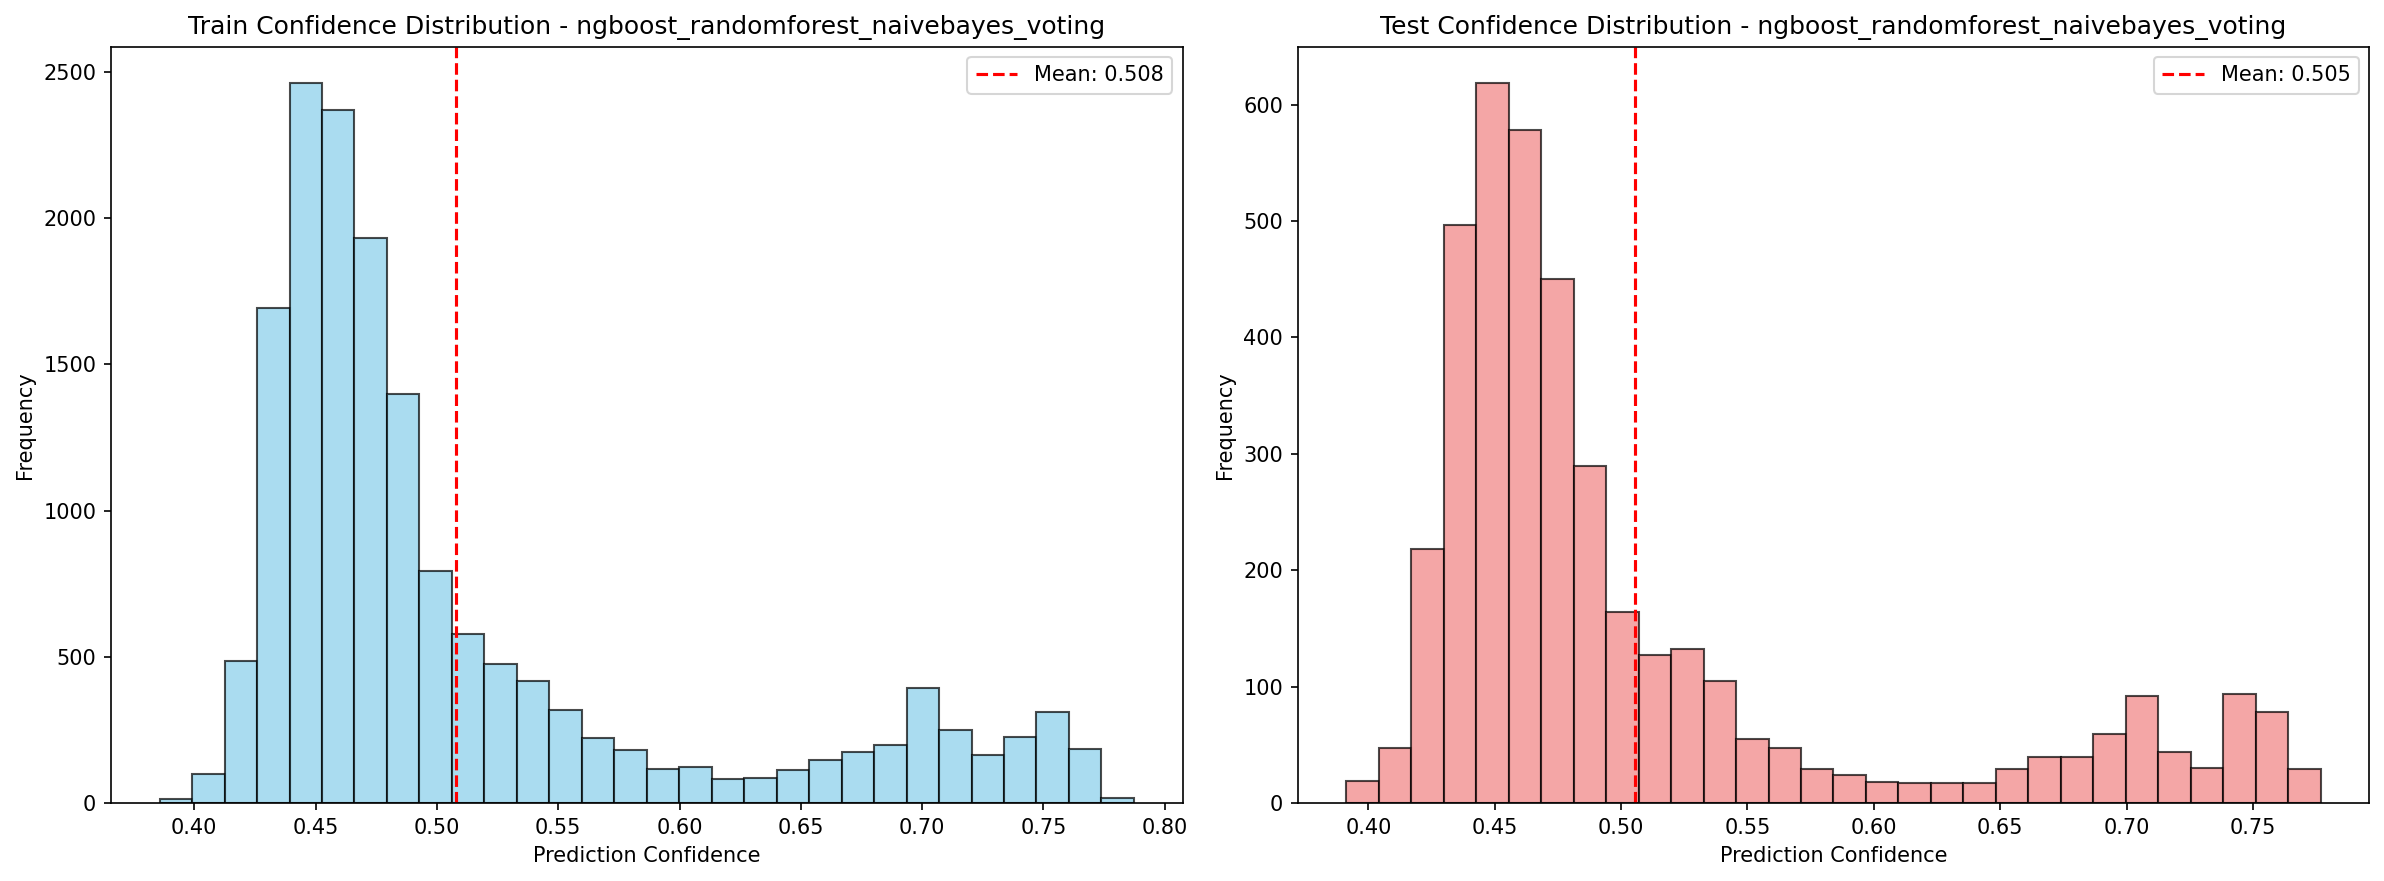 Train Confidence Distribution - ngboost_randomforest_naivebayes_voting
Mean: 0.508
Frequency
2500
2000
1500
1000
500
0
0.40 0.45 0.50 0.55 0.60 0.65 0.70 0.75 0.80
Prediction Confidence
Test Confidence Distribution - ngboost_randomforest_naivebayes_voting
Mean: 0.505
Frequency
600
500
400
300
200
100
0
0.40 0.45 0.50 0.55 0.60 0.65 0.70 0.75
Prediction Confidence